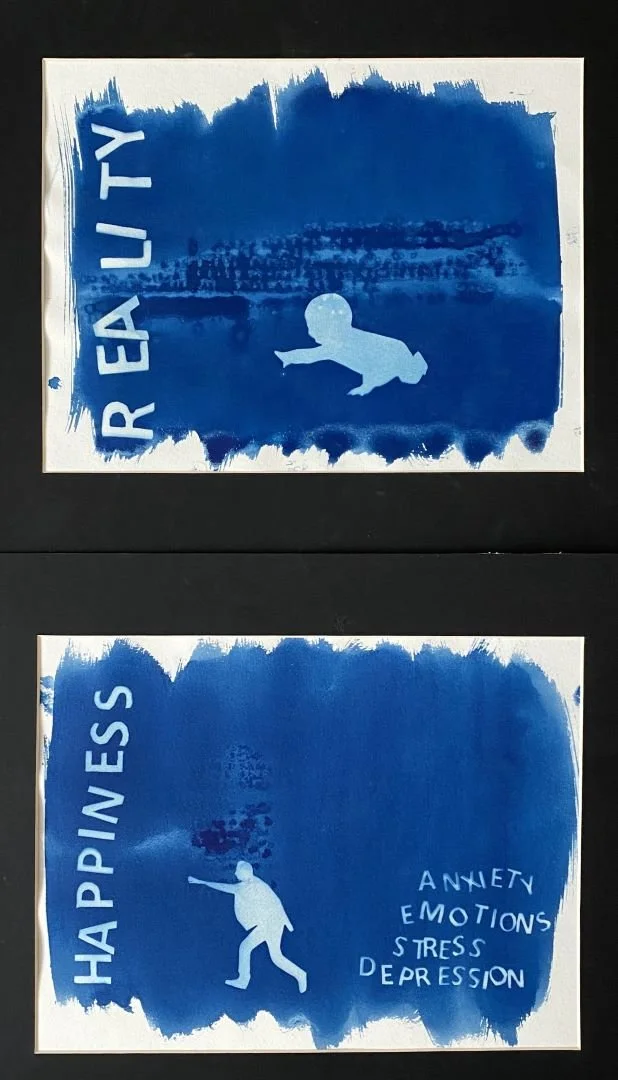 REALITY
HAPPINESS
ANXIETY
EMOTIONS
STRESS
DEPRESSION